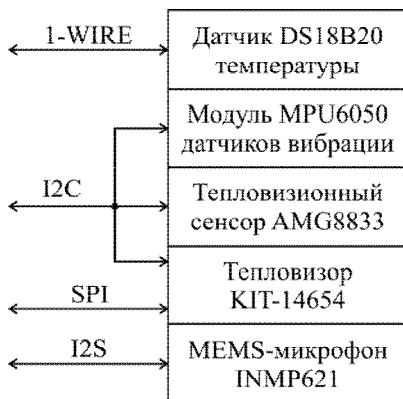 1-WIRE
Датчик DS18B20
температуры
Модуль MPU6050
датчиков вибрации
I2C
Тепловизионный
сенсор AMG8833
Тепловизор
KIT-14654
SPI
I2S
MEMS-микрофон
INMP621